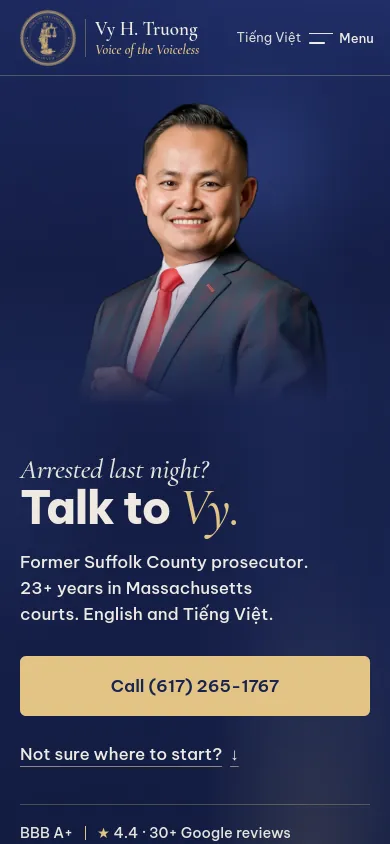 Vy H. Truong
Voice of the Voiceless
Tiếng Việt
Menu
Arrested last night?
Talk to Vy.
Former Suffolk County prosecutor.
23+ years in Massachusetts
courts. English and Tiếng Việt.
Call (617) 265-1767
Not sure where to start? ↓
BBB A+ | ★ 4.4 · 30+ Google reviews